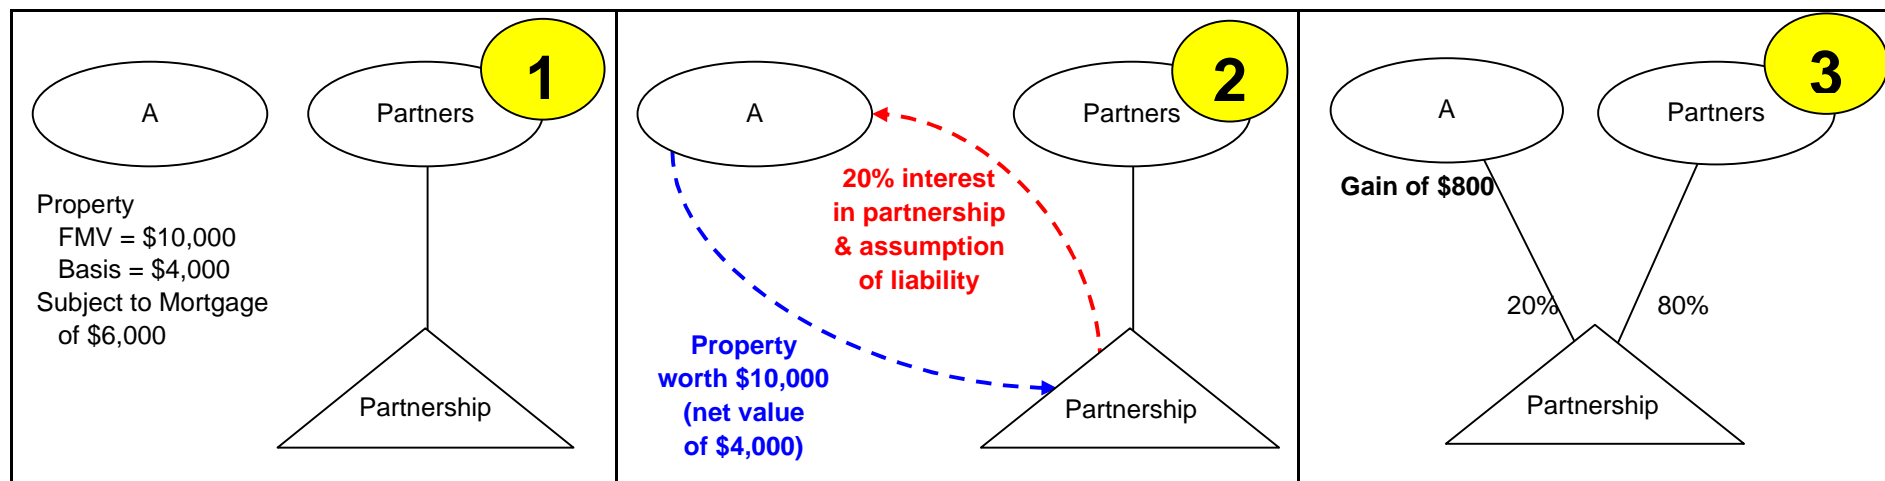 1
A
Partners
Property
FMV = $10,000
Basis = $4,000
Subject to Mortgage
of $6,000
Partnership
2
A
Partners
20% interest
in partnership
& assumption
of liability
Property
worth $10,000
(net value
of $4,000)
Partnership
3
A
Partners
Gain of $800
20%
80%
Partnership